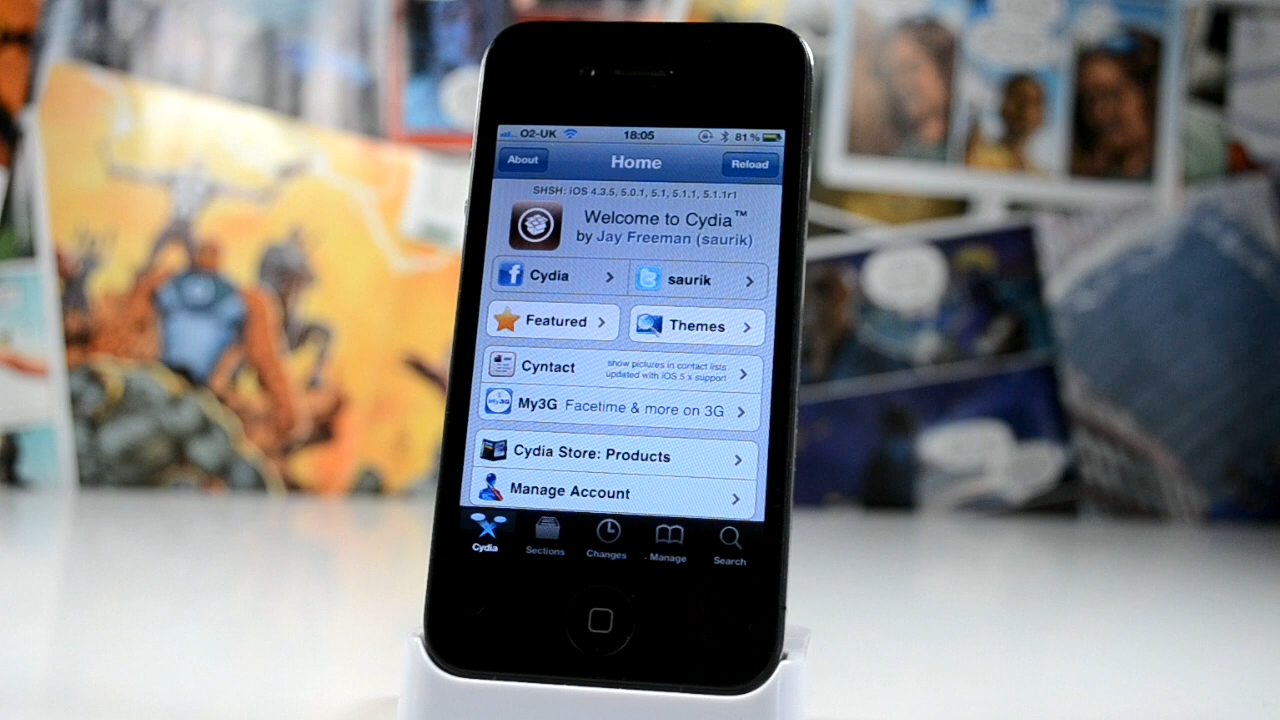 O2-UK 18:05 81%
About Home Reload
SHSH: iOS 4.3.5, 5.0.1, 5.1, 5.1.1, 5.1.1r1
Welcome to Cydia™
by Jay Freeman (saurik)
Cydia saurik
Featured Themes
Cyntact show pictures in contact lists
updated with iOS 5.x support
My3G Facetime & more on 3G
Cydia Store: Products
Manage Account
Cydia Sections Changes Manage Search